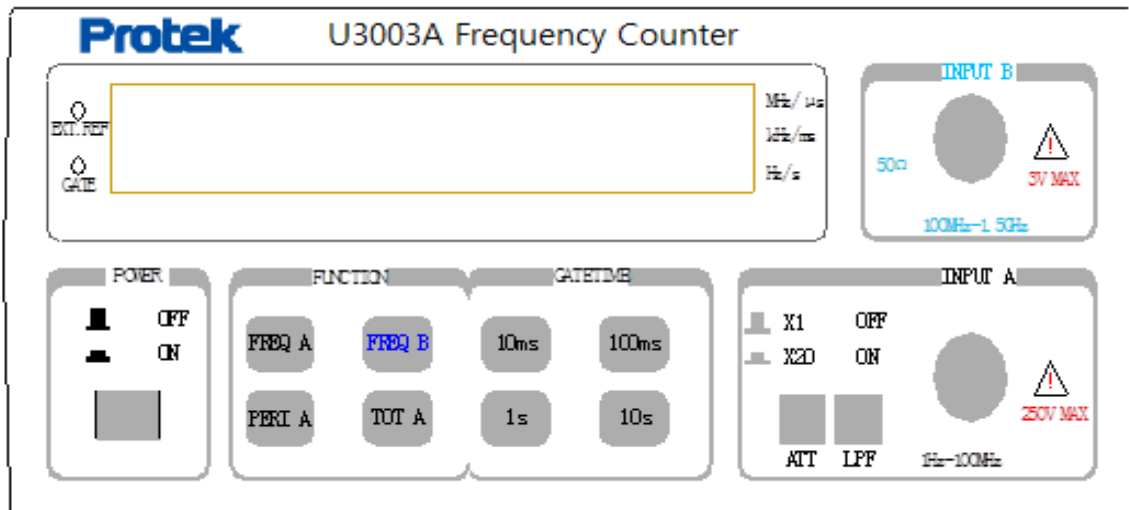 Protek U3003A Frequency Counter
EXT.REF
GATE
MHz/μs
kHz/ms
Hz/s
INPUT B
50Ω
3V MAX
100MHz-1.5GHz
POWER
OFF
ON
FUNCTION
FREQ A FREQ B
PERI A TOT A
GATETIME
10ms 100ms
1s 10s
INPUT A
X1 OFF
X20 ON
ATT LPF
250V MAX
1Hz-100MHz